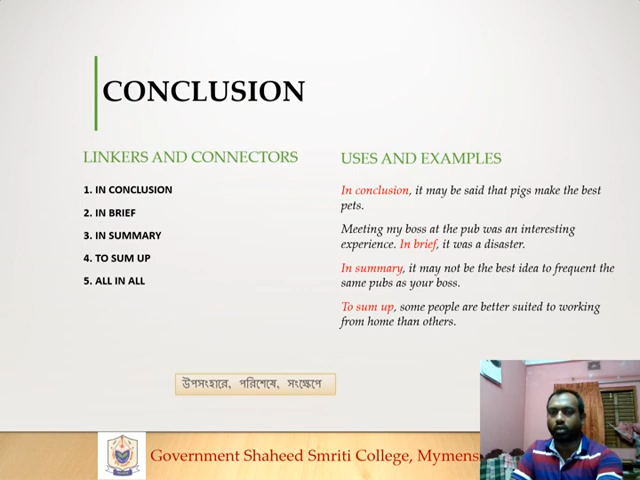 CONCLUSION
LINKERS AND CONNECTORS
1. IN CONCLUSION
2. IN BRIEF
3. IN SUMMARY
4. TO SUM UP
5. ALL IN ALL
USES AND EXAMPLES
In conclusion, it may be said that pigs make the best
pets.
Meeting my boss at the pub was an interesting
experience. In brief, it was a disaster.
In summary, it may not be the best idea to frequent the
same pubs as your boss.
To sum up, some people are better suited to working
from home than others.
উপসংহারে, পরিশেষে, সংক্ষেপে
Government Shaheed Smriti College, Mymens